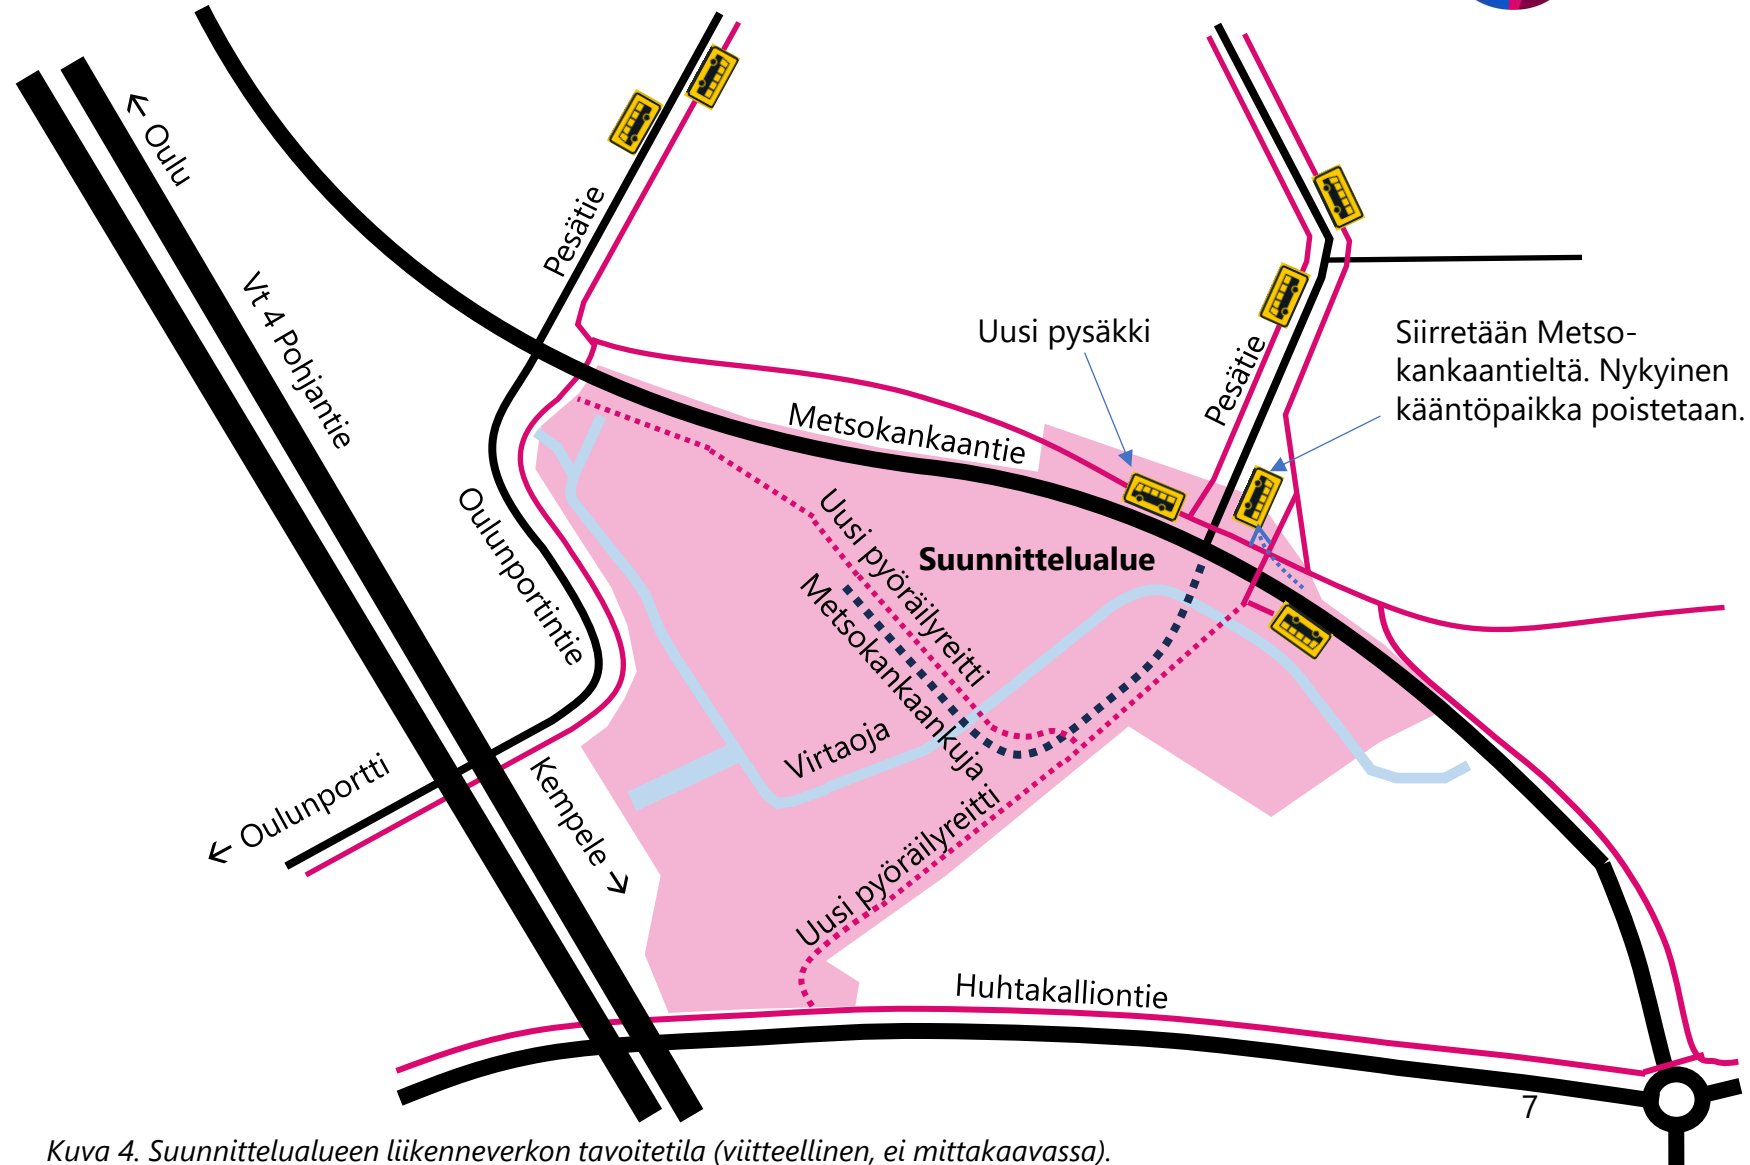 ← Oulu
Pesätie
Vt 4 Pohjantie
Uusi pysäkki
Pesätie
Siirretään Metso-
kankaantieltä. Nykyinen
kääntöpaikka poistetaan.
Metsokankaantie
Oulunportintie
Uusi pyöräilyreitti
Suunnittelualue
Metsokankaankuja
Virtaoja
← Oulunportti
Kempele →
Uusi pyöräilyreitti
Huhtakalliontie
7
Kuva 4. Suunnittelualueen liikenneverkon tavoitetila (viitteellinen, ei mittakaavassa).